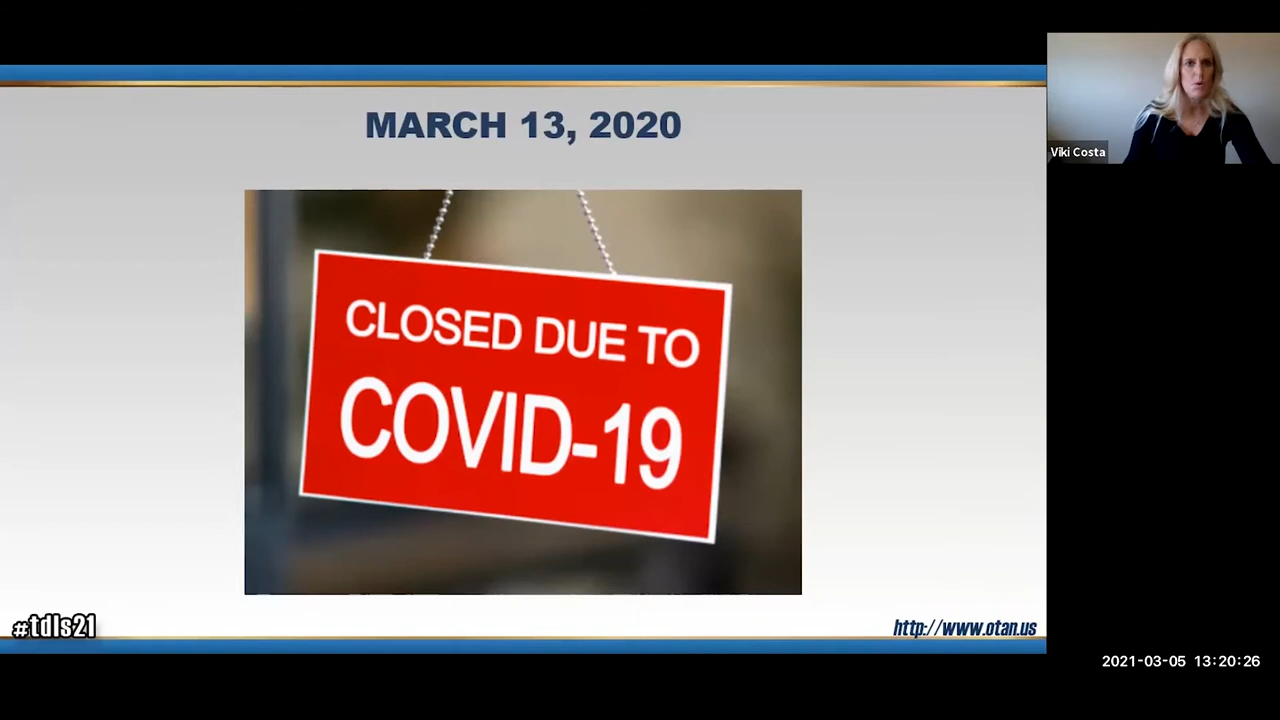 MARCH 13, 2020
Viki Costa
CLOSED DUE TO
COVID-19
#tdls21
http://www.otan.us
2021-03-05 13:20:26